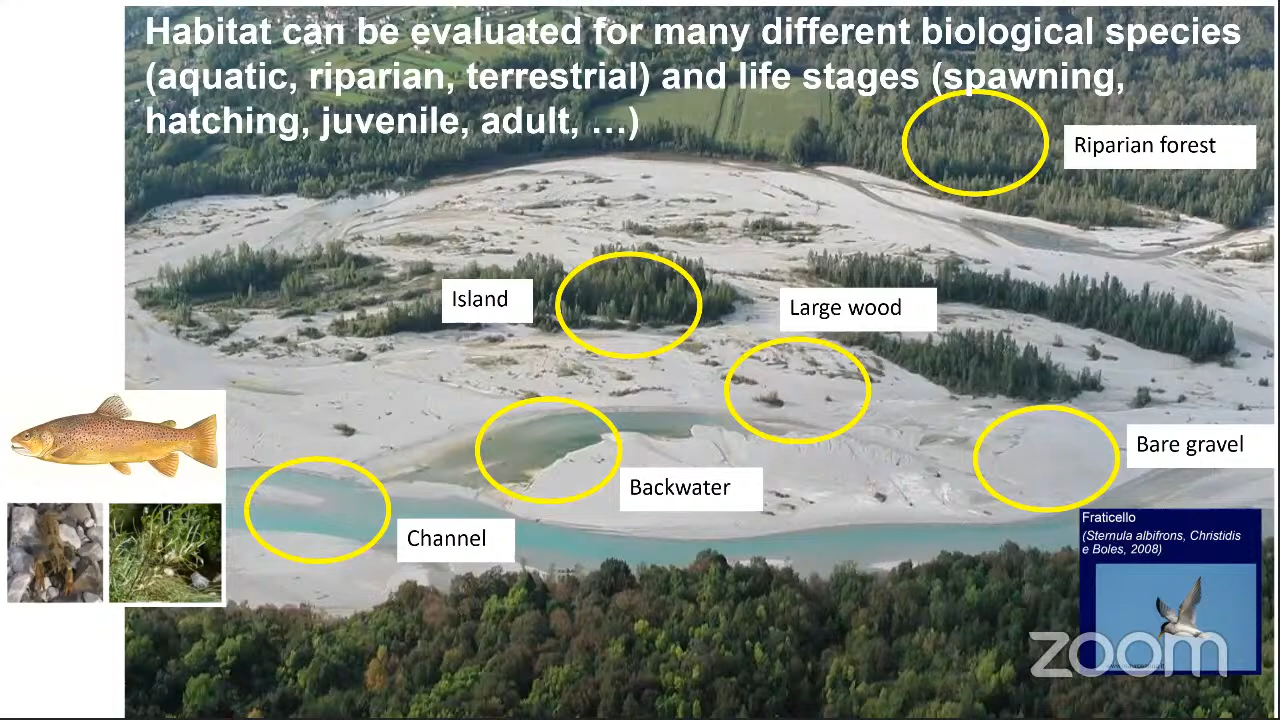 Habitat can be evaluated for many different biological species
(aquatic, riparian, terrestrial) and life stages (spawning,
hatching, juvenile, adult, …)
Riparian forest
Island
Large wood
Bare gravel
Backwater
Channel
Fraticello
(Sternula albifrons, Christidis
e Boles, 2008)
zoom